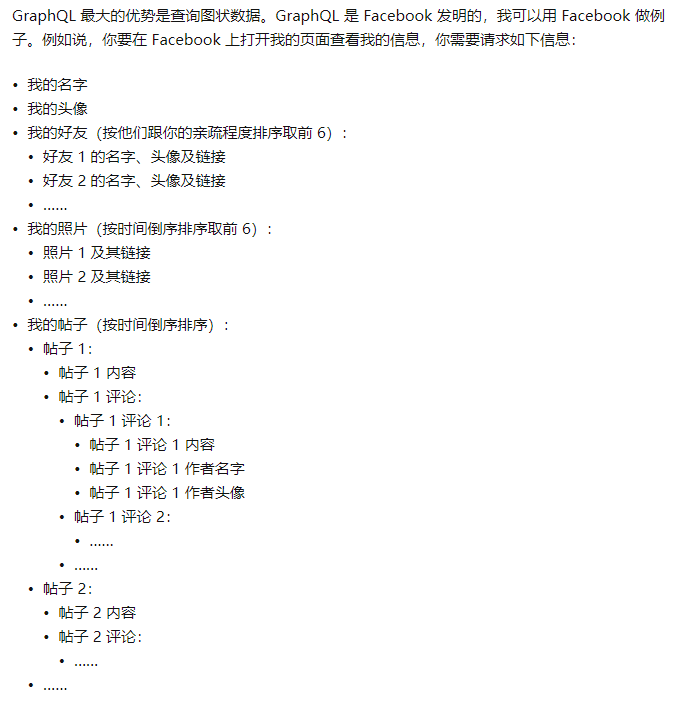 GraphQL 最大的优势是查询图状数据。GraphQL 是 Facebook 发明的，我可以用 Facebook 做例
子。例如说，你要在 Facebook 上打开我的页面查看我的信息，你需要请求如下信息：
• 我的名字
• 我的头像
• 我的好友（按他们跟你的亲疏程度排序取前 6）：
• 好友 1 的名字、头像及链接
• 好友 2 的名字、头像及链接
• ……
• 我的照片（按时间倒序排序取前 6）：
• 照片 1 及其链接
• 照片 2 及其链接
• ……
• 我的帖子（按时间倒序排序）：
• 帖子 1：
• 帖子 1 内容
• 帖子 1 评论：
• 帖子 1 评论 1：
• 帖子 1 评论 1 内容
• 帖子 1 评论 1 作者名字
• 帖子 1 评论 1 作者头像
• 帖子 1 评论 2：
• ……
• ……
• 帖子 2：
• 帖子 2 内容
• 帖子 2 评论：
• ……
• ……